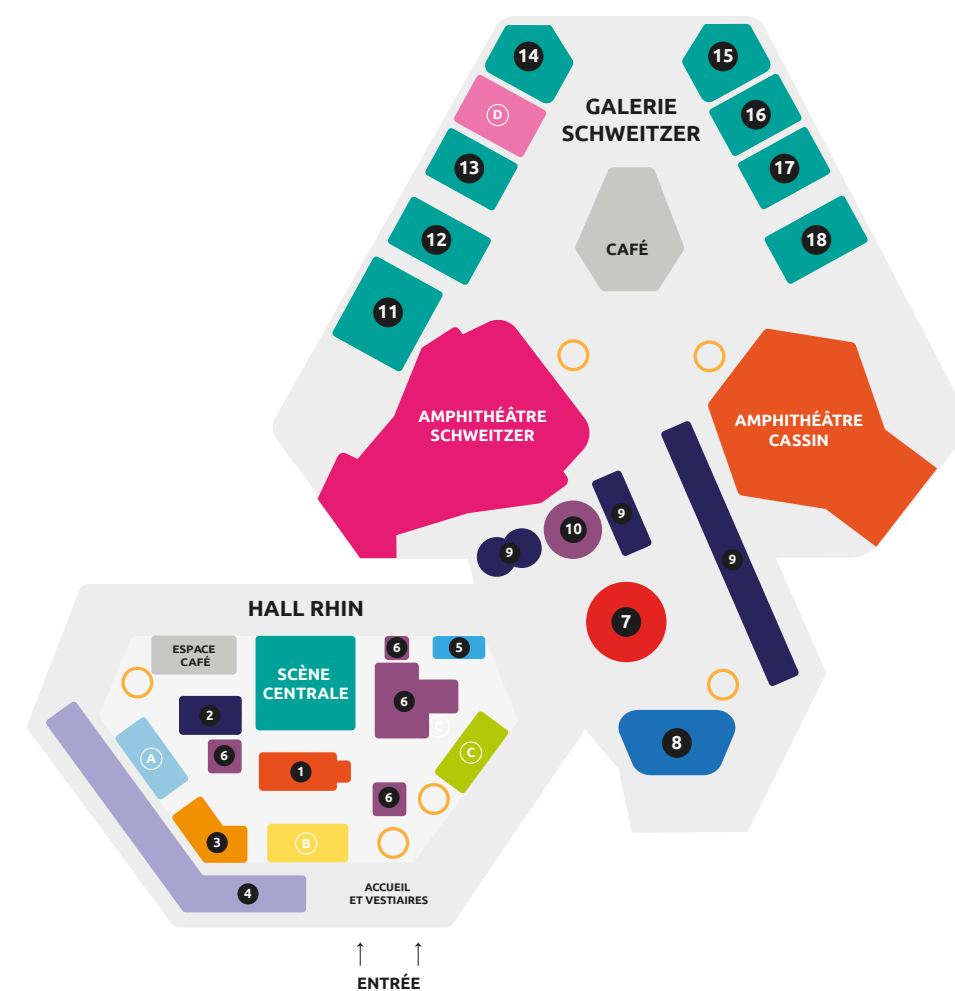 14
15
D
GALERIE
SCHWEITZER
16
13
17
12
18
CAFÉ
11
AMPHITHÉÂTRE
SCHWEITZER
AMPHITHÉÂTRE
CASSIN
9
10
9
9
7
8
HALL RHIN
ESPACE
CAFÉ
SCÈNE
CENTRALE
6
5
2
6
C
A
6
1
C
6
3
B
4
ACCUEIL
ET VESTIAIRES
↑ ↑
ENTRÉE